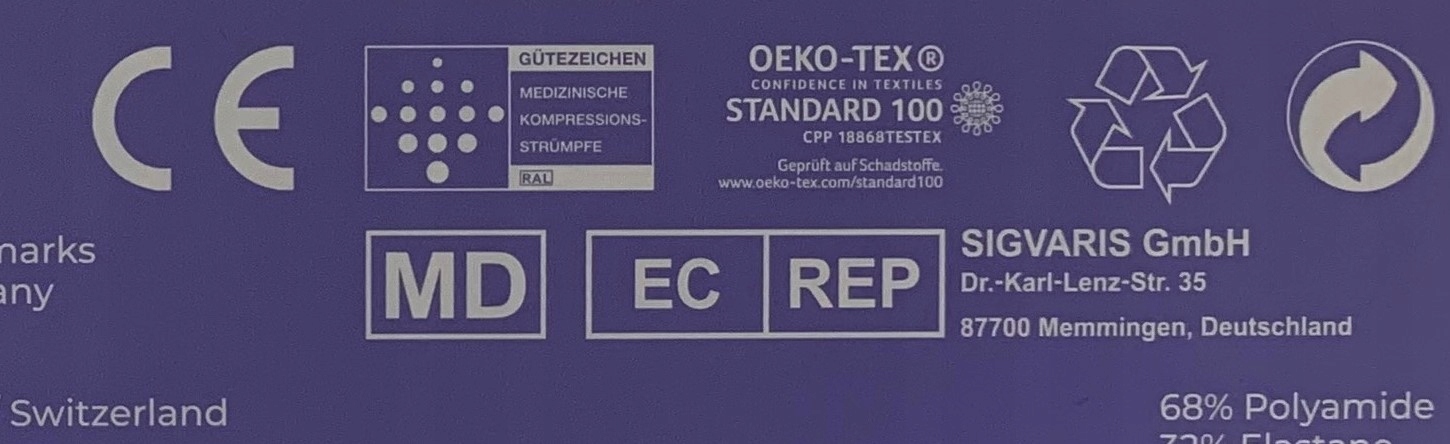 CE
GÜTEZEICHEN
MEDIZINISCHE
KOMPRESSIONS-
STRÜMPFE
RAL
OEKO-TEX®
CONFIDENCE IN TEXTILES
STANDARD 100
CPP 18868TESTEX
Geprüft auf Schadstoffe.
www.oeko-tex.com/standard100
MD
EC REP
SIGVARIS GmbH
Dr.-Karl-Lenz-Str. 35
87700 Memmingen, Deutschland
Switzerland
68% Polyamide